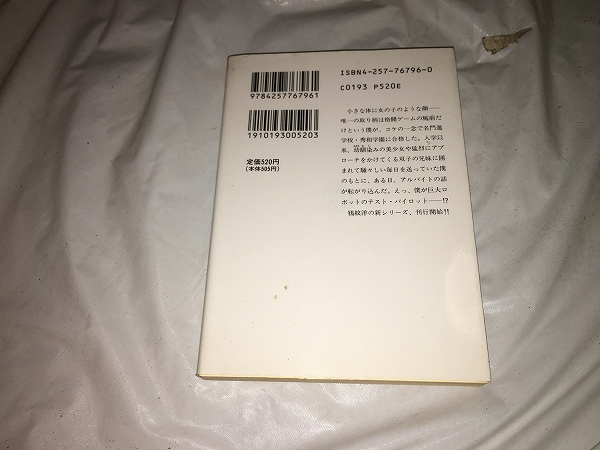 ISBN4-257-76796-0
C0193 P520E
9784257767961
1910193005203
定価520円
(本体505円)
小さな体に女の子のような顔――
唯一の取り柄は格闘ゲームの腕前だ
けという僕が、コケの一念で名門進
学校・秀和学園に合格した。入学以
来、幼馴染みの美少女や猛烈にアプ
ローチをかけてくる双子の兄妹に囲
まれて騒々しい毎日を送っていた僕
のもとに、ある日、アルバイトの話
が転がり込んだ。えっ、僕が巨大ロ
ボットのテスト・パイロット――!?
鷂紋洋の新シリーズ、刊行開始!!